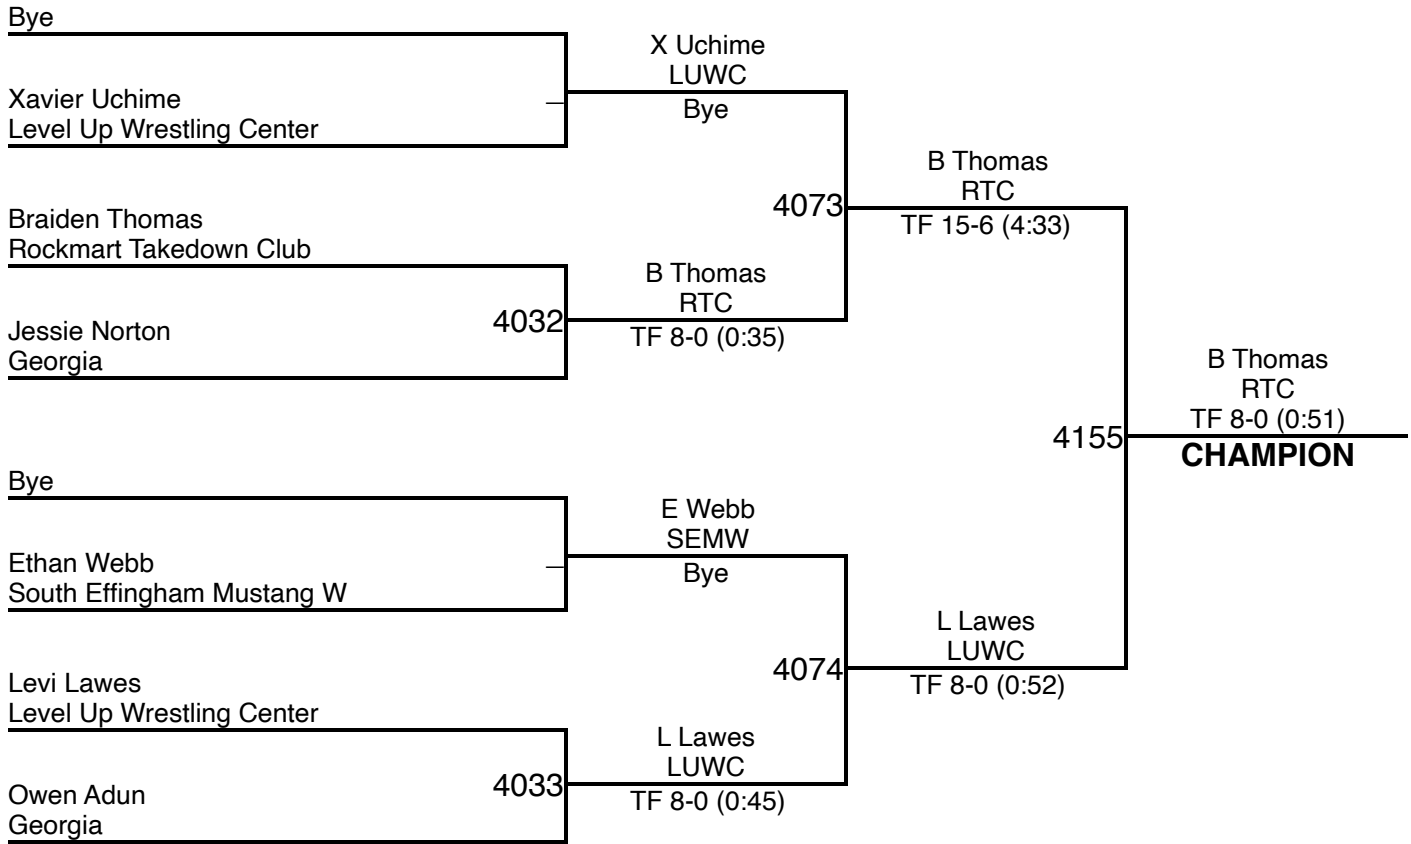 Bye
Xavier Uchime
Level Up Wrestling Center
Braiden Thomas
Rockmart Takedown Club
Jessie Norton
Georgia
Bye
Ethan Webb
South Effingham Mustang W
Levi Lawes
Level Up Wrestling Center
Owen Adun
Georgia
4032
4033
X Uchime
LUWC
Bye
B Thomas
RTC
TF 8-0 (0:35)
E Webb
SEMW
Bye
L Lawes
LUWC
TF 8-0 (0:45)
4073
4074
B Thomas
RTC
TF 15-6 (4:33)
L Lawes
LUWC
TF 8-0 (0:52)
4155
B Thomas
RTC
TF 8-0 (0:51)
CHAMPION